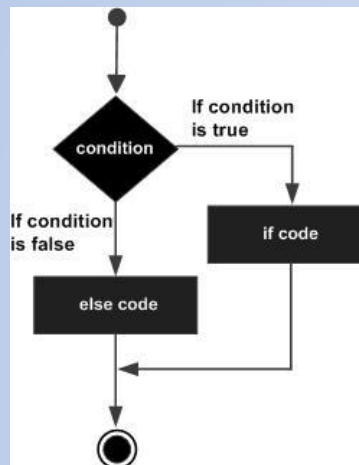 If condition
is true
condition
If condition
is false
if code
else code